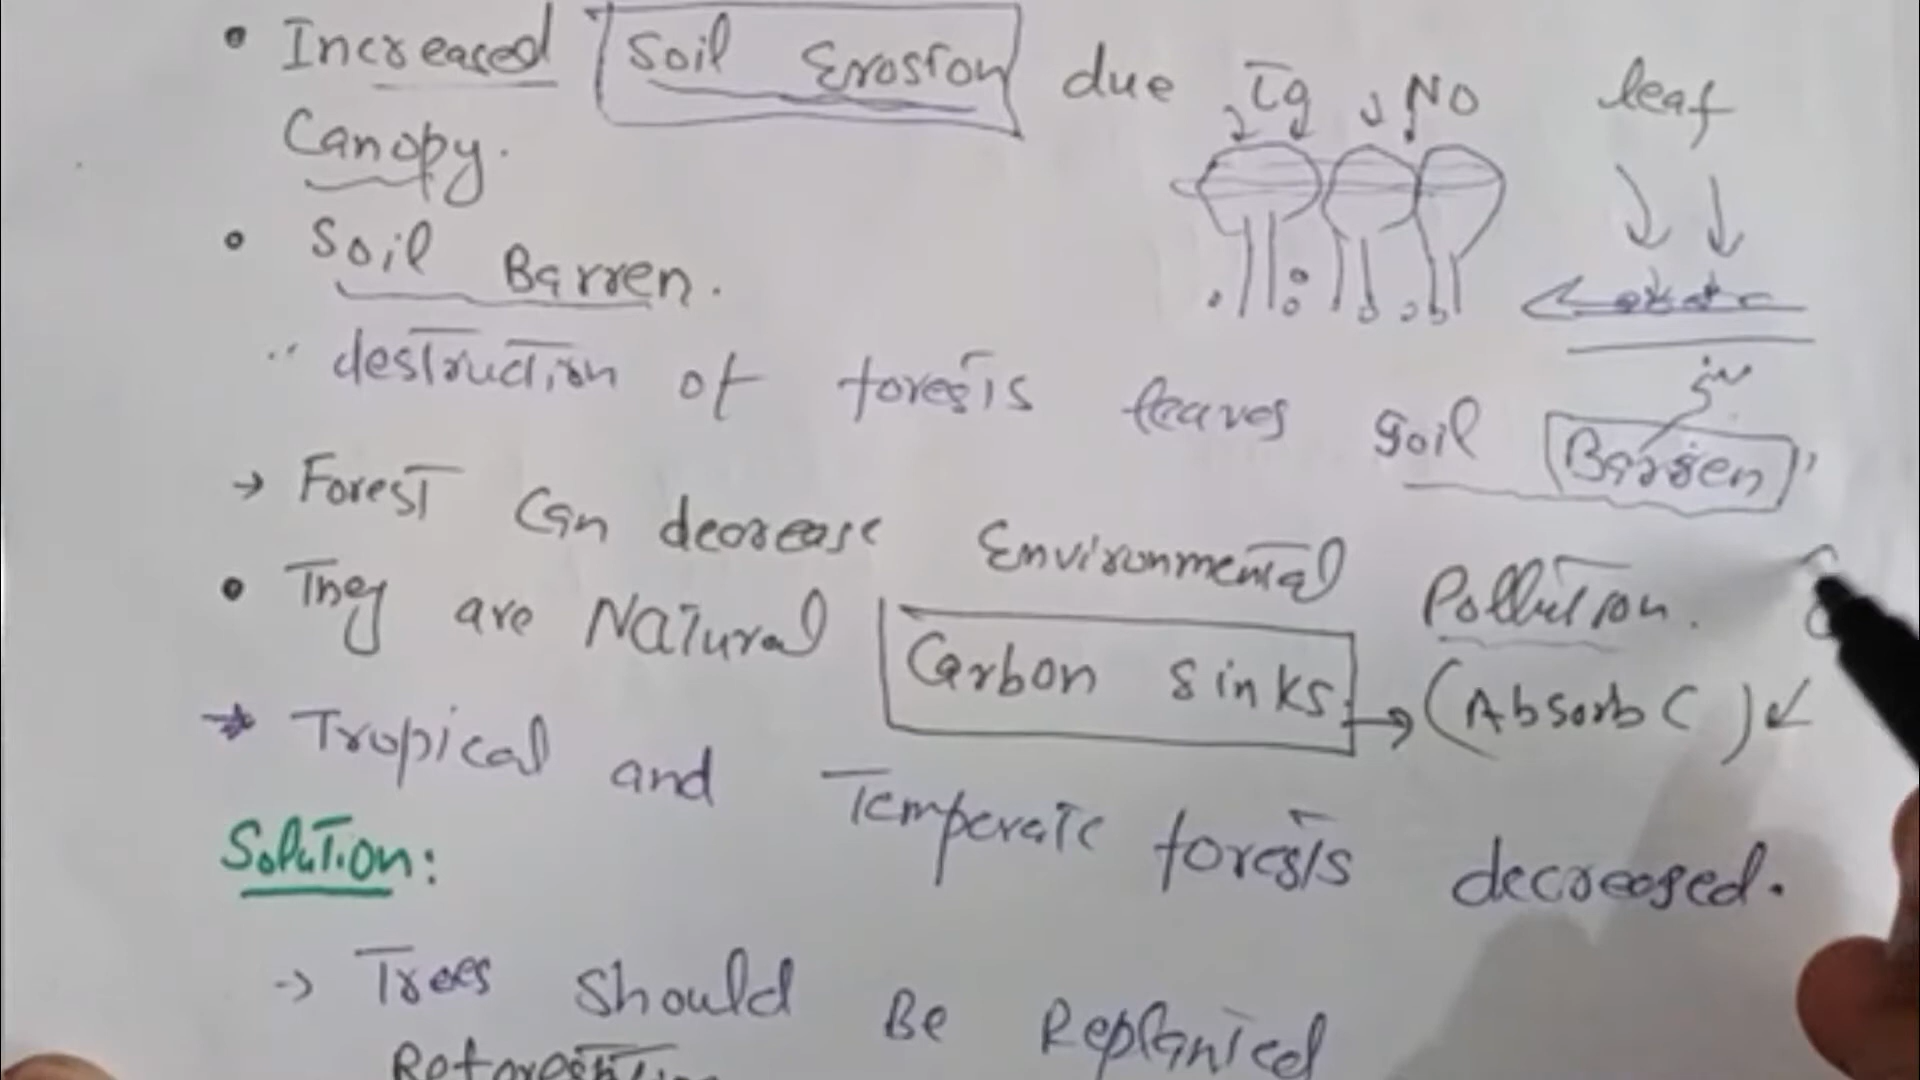 • Increased Soil Erosion due To No leaf
Canopy.
• Soil Barren.
destruction of forests leaves soil Barren
→ Forest Can decrease Environmental Pollution.
• They are Natural Carbon Sinks → (Absorb C)
→ Tropical and Temperate forests decreased.
Solution:
→ Trees should Be Replanted